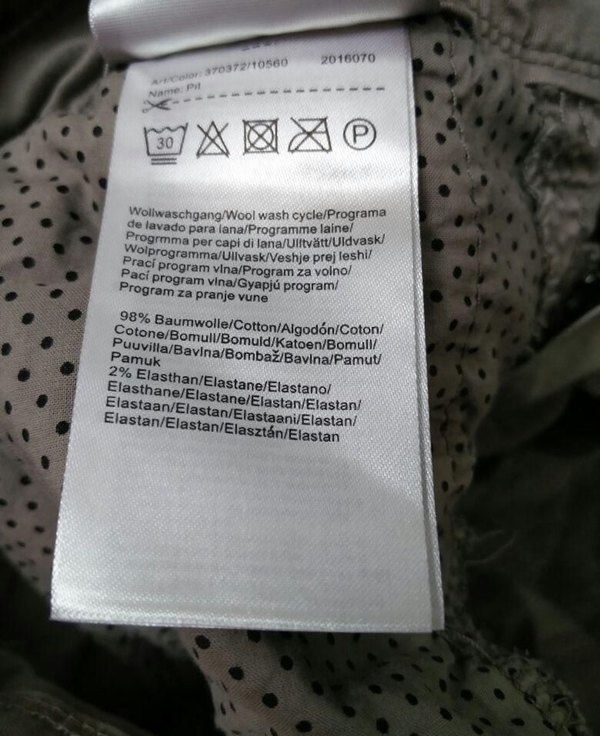 Art/Color: 370372/10560 2016070
Name: Pit
30 P
Wollwaschgang/Wool wash cycle/Programa
de lavado para lana/Programme laine/
Progrmma per capi di lana/Ulltvätt/Uldvask/
Wolprogramma/Ullvask/Veshje prej leshi/
Prací program vlna/Program za volno/
Pací program vlna/Gyapjú program/
Program za pranje vune
98% Baumwolle/Cotton/Algodón/Coton/
Cotone/Bomull/Bomuld/Katoen/Bomull/
Puuvilla/Bavlna/Bombaž/Bavlna/Pamut/
Pamuk
2% Elasthan/Elastane/Elastano/
Elasthane/Elastane/Elastan/Elastan/
Elastaan/Elastan/Elastaani/Elastan/
Elastan/Elastan/Elasztán/Elastan